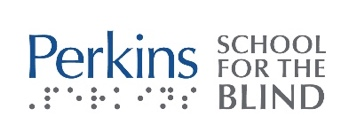 Perkins
⠠⠏⠑⠗⠅⠊⠝⠎
SCHOOL
FOR THE
BLIND